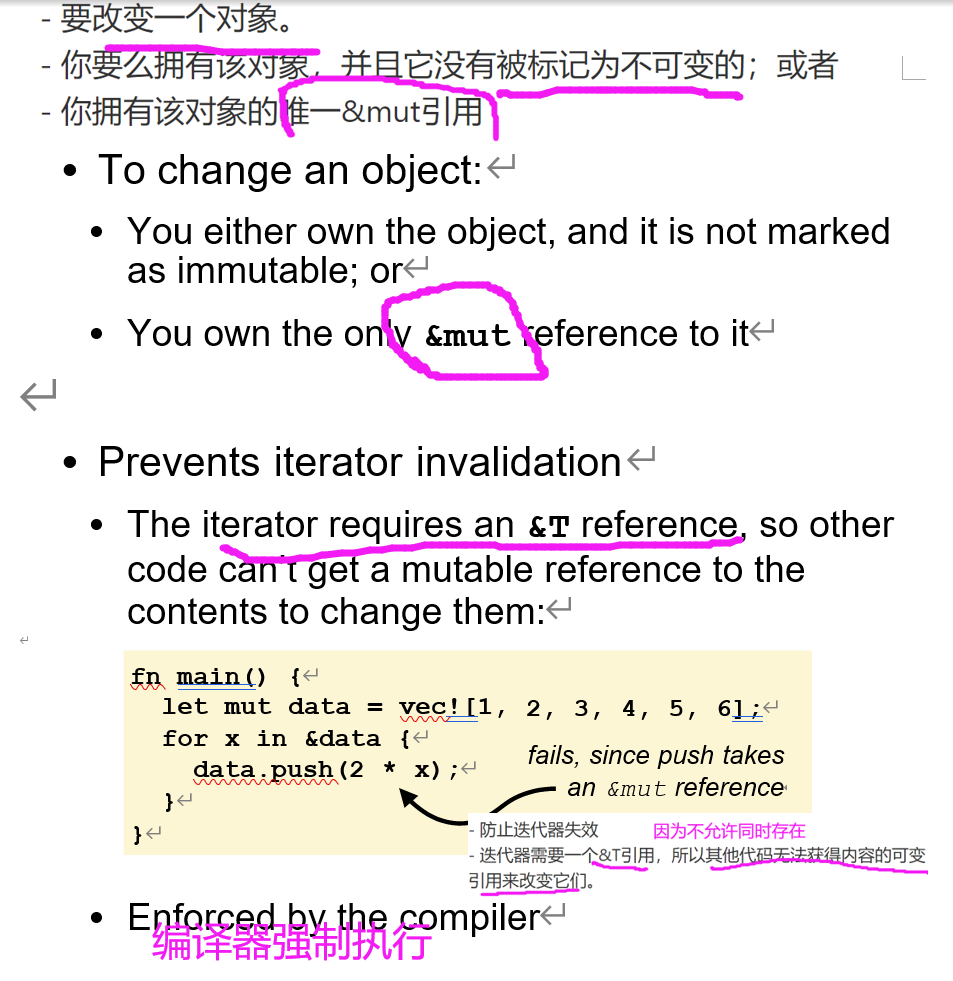 - 要改变一个对象。
- 你要么拥有该对象，并且它没有被标记为不可变的；或者
- 你拥有该对象的唯一&mut引用
• To change an object:↵
• You either own the object, and it is not marked
as immutable; or↵
• You own the only &mut reference to it↵
↵
• Prevents iterator invalidation↵
• The iterator requires an &T reference, so other
code can't get a mutable reference to the
contents to change them:↵
↵
fn main() {↵
let mut data = vec![1, 2, 3, 4, 5, 6];↵
for x in &data {↵
data.push(2 * x);↵
fails, since push takes
an &mut reference
}↵
}↵
- 防止迭代器失效 因为不允许同时存在
- 迭代器需要一个&T引用，所以其他代码无法获得内容的可变
引用来改变它们。
• Enforced by the compiler↵
编译器强制执行